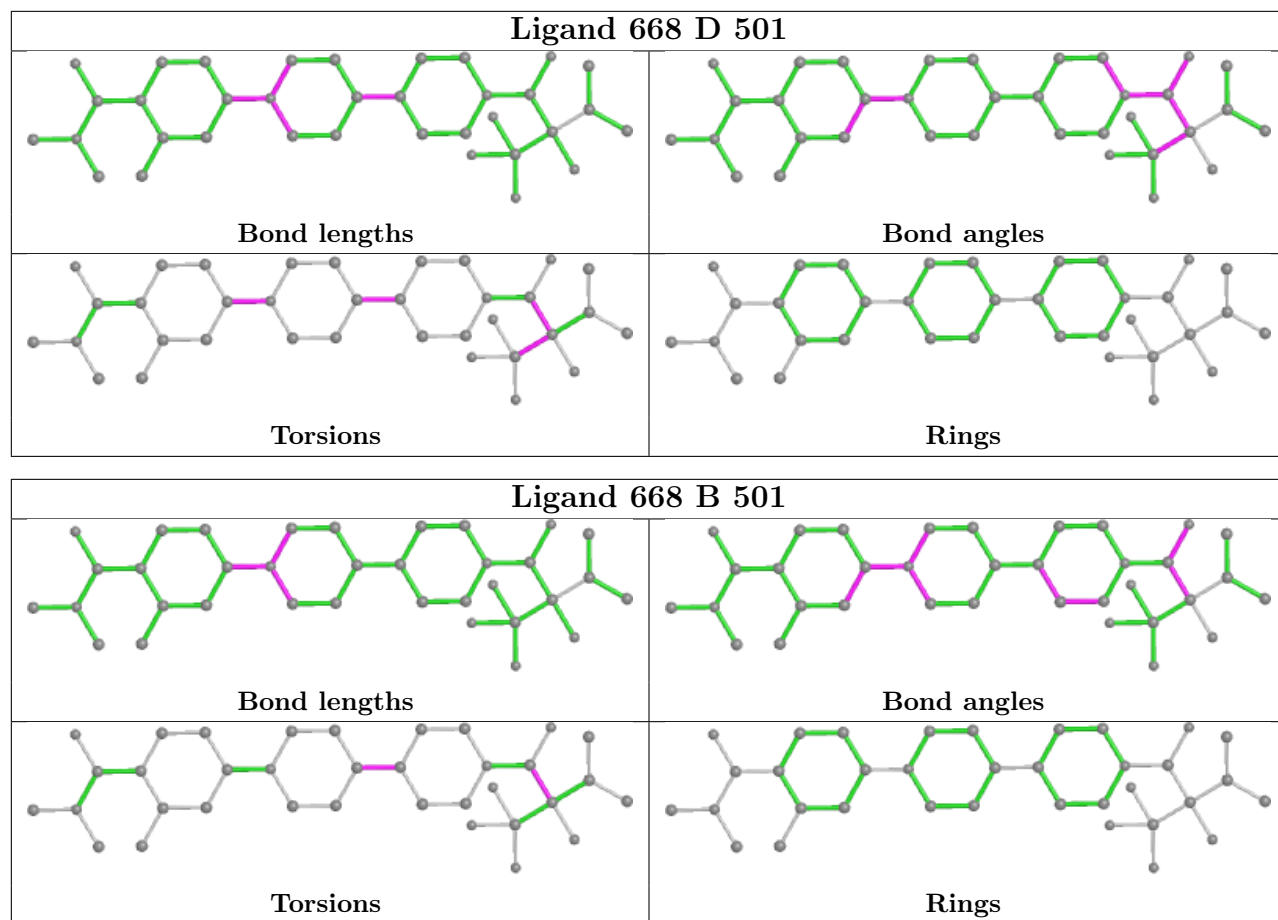 Ligand 668 D 501
Bond lengths
Bond angles
Torsions
Rings
Ligand 668 B 501
Bond lengths
Bond angles
Torsions
Rings